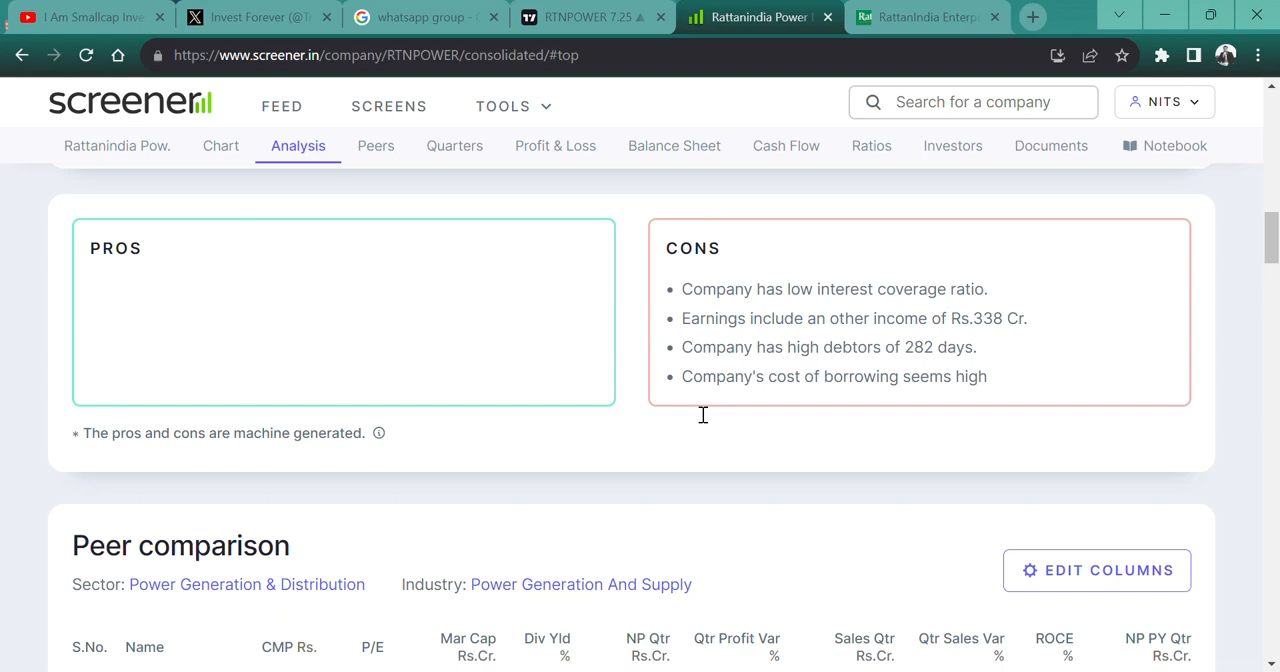 I Am Smallcap Inve
Invest Forever (@Tr
whatsapp group - G
RTNPOWER 7.25
Rattanindia Power
RattanIndia Enterp
https://www.screener.in/company/RTNPOWER/consolidated/#top
screener
FEED
SCREENS
TOOLS
Search for a company
NITS
Rattanindia Pow.
Chart
Analysis
Peers
Quarters
Profit & Loss
Balance Sheet
Cash Flow
Ratios
Investors
Documents
Notebook
PROS
CONS
• Company has low interest coverage ratio.
• Earnings include an other income of Rs.338 Cr.
• Company has high debtors of 282 days.
• Company's cost of borrowing seems high
* The pros and cons are machine generated.
Peer comparison
Sector: Power Generation & Distribution Industry: Power Generation And Supply
EDIT COLUMNS
S.No.
Name
CMP Rs.
P/E
Mar Cap
Rs.Cr.
Div Yld
%
NP Qtr
Rs.Cr.
Qtr Profit Var
%
Sales Qtr
Rs.Cr.
Qtr Sales Var
%
ROCE
%
NP PY Qtr
Rs.Cr.